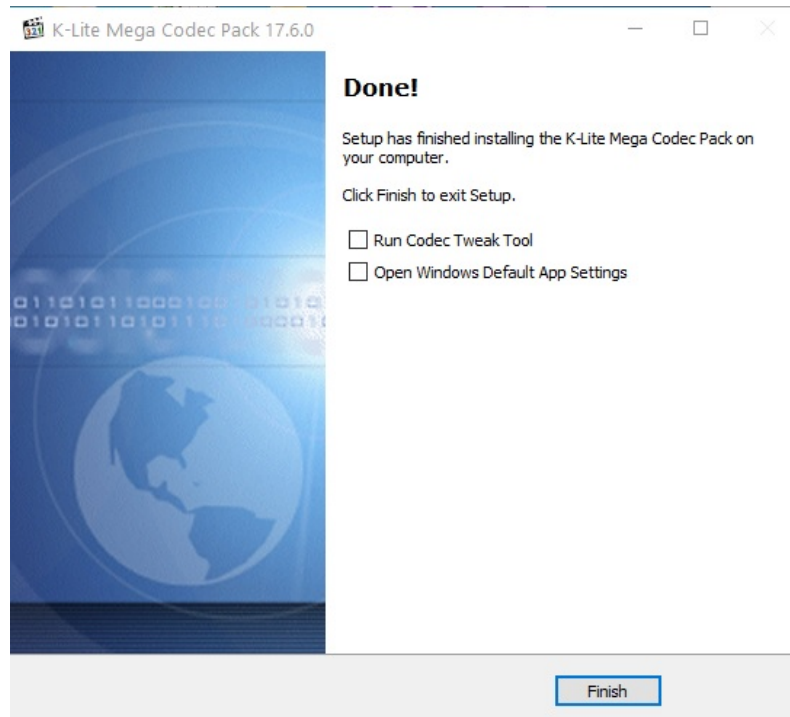 K-Lite Mega Codec Pack 17.6.0
Done!
Setup has finished installing the K-Lite Mega Codec Pack on
your computer.
Click Finish to exit Setup.
Run Codec Tweak Tool
Open Windows Default App Settings
Finish